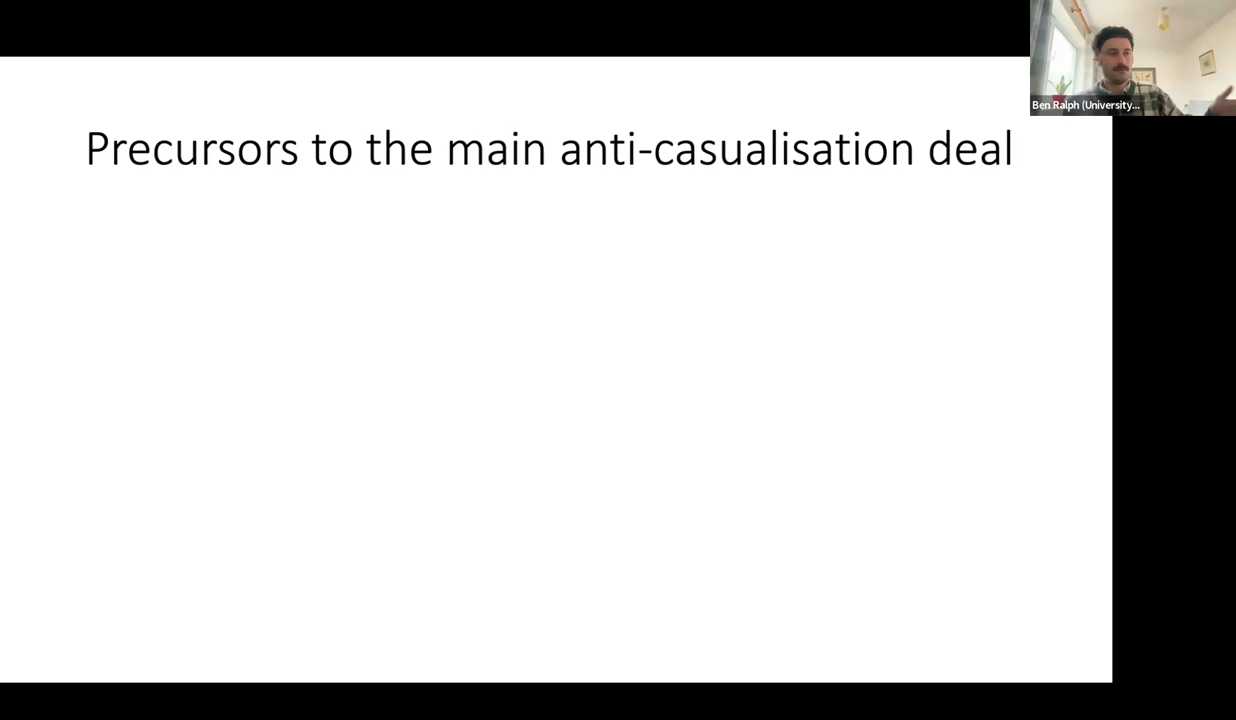 Ben Ralph (University...
Precursors to the main anti-casualisation deal